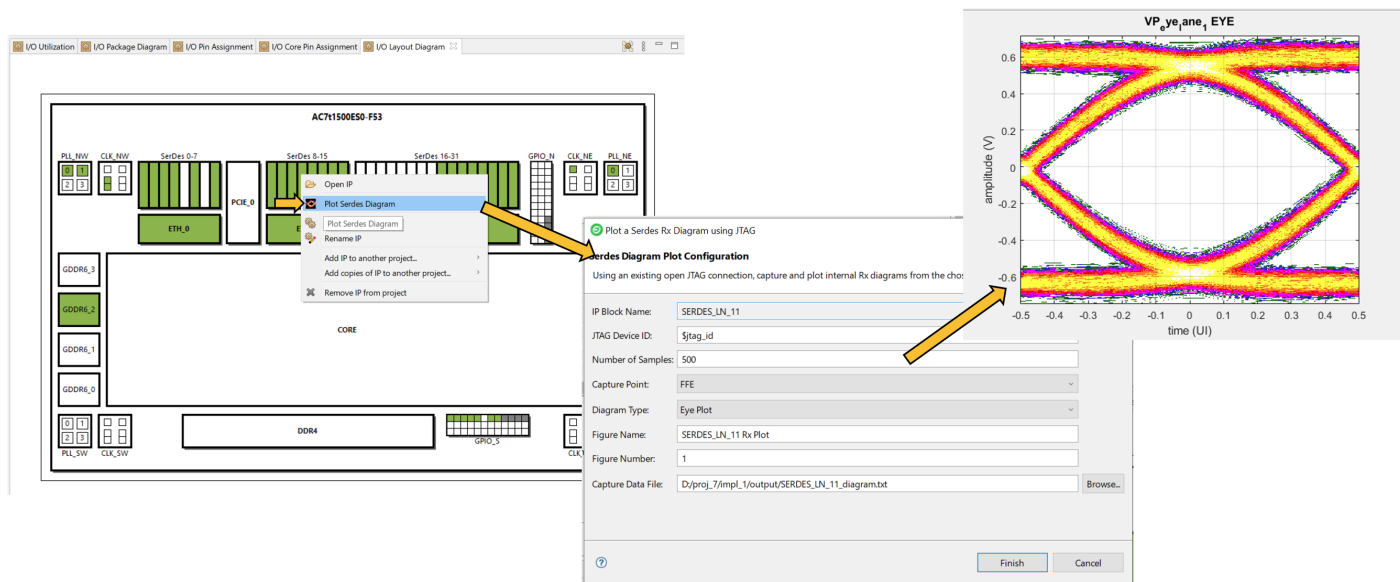 I/O Utilization I/O Package Diagram I/O Pin Assignment I/O Core Pin Assignment I/O Layout Diagram
AC7t1500ES0-F53
PLL_NW CLK_NW SerDes 0-7 SerDes 8-15 SerDes 16-31 GPIO_N CLK_NE PLL_NE
0 1
2 3
0 1
2 3
PCIE_0
ETH_0
E
GDDR6_3
GDDR6_2
GDDR6_1
GDDR6_0
CORE
0 1
2 3
PLL_SW CLK_SW
DDR4
GPIO_S
Open IP
Plot Serdes Diagram
Plot Serdes Diagram
Rename IP
Add IP to another project...
Add copies of IP to another project...
Remove IP from project
Plot a Serdes Rx Diagram using JTAG
Serdes Diagram Plot Configuration
Using an existing open JTAG connection, capture and plot internal Rx diagrams from the
IP Block Name: SERDES_LN_11
JTAG Device ID: $jtag_id
Number of Samples: 500
Capture Point: FFE
Diagram Type: Eye Plot
Figure Name: SERDES_LN_11 Rx Plot
Figure Number: 1
Capture Data File: D:/proj_7/impl_1/output/SERDES_LN_11_diagram.txt Browse...
Finish Cancel
VPeyelane1 EYE
amplitude (V)
0.6
0.4
0.2
0
-0.2
-0.4
-0.6
-0.5 -0.4 -0.3 -0.2 -0.1 0 0.1 0.2 0.3 0.4 0.5
time (UI)